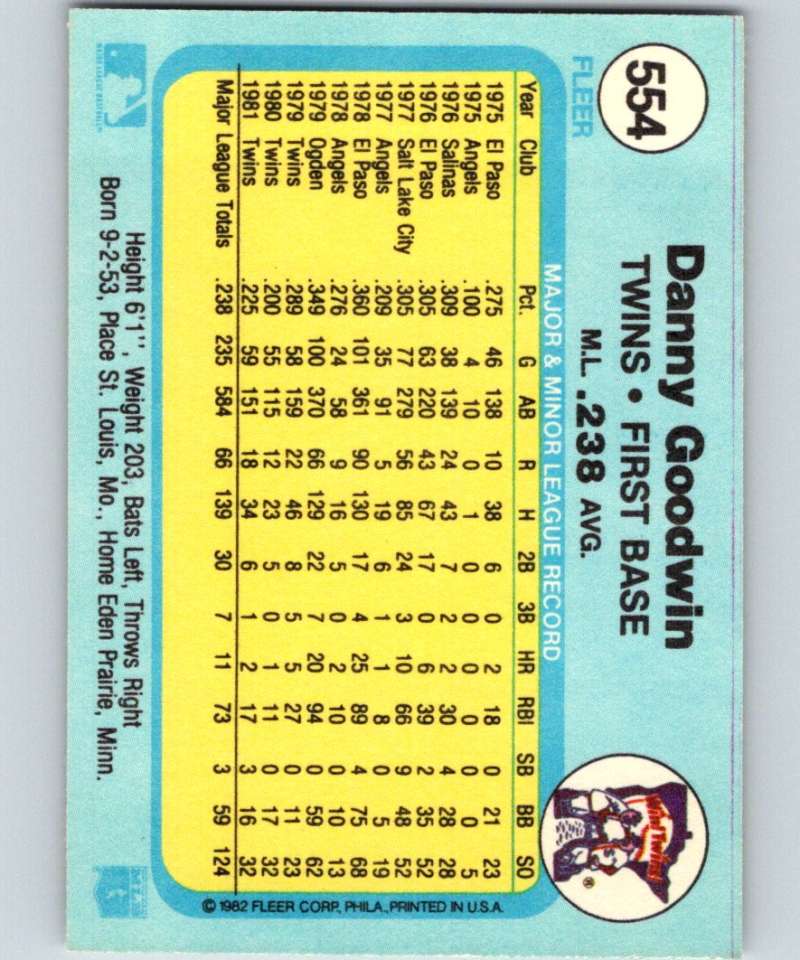 554
FLEER
Danny Goodwin
TWINS • FIRST BASE
M.L. .238 AVG.
Win! Twins!
®
MAJOR & MINOR LEAGUE RECORD
Year Club Pct. G AB R H 2B 3B HR RBI SB BB SO
1975 El Paso .275 46 138 10 38 6 0 2 18 0 21 23
1975 Angels .100 4 10 0 1 0 0 0 0 0 0 5
1976 Salinas .309 38 139 24 43 7 2 2 30 4 28 28
1976 El Paso .305 63 220 43 67 17 0 6 39 2 35 52
1977 Salt Lake City .305 77 279 56 85 24 3 10 66 9 48 52
1977 Angels .209 35 91 5 19 6 1 1 8 0 5 19
1978 El Paso .360 101 361 90 130 17 4 25 89 4 75 68
1978 Angels .276 24 58 9 16 5 0 2 10 0 10 13
1979 Ogden .349 100 370 66 129 22 7 20 94 0 59 62
1979 Twins .289 58 159 22 46 8 5 5 27 0 11 23
1980 Twins .200 55 115 12 23 5 0 1 11 0 17 32
1981 Twins .225 59 151 18 34 6 1 2 17 3 16 32
Major League Totals .238 235 584 66 139 30 7 11 73 3 59 124
© 1982 FLEER CORP., PHILA., PRINTED IN U.S.A.
Height 6'1", Weight 203, Bats Left, Throws Right
Born 9-2-53, Place St. Louis, Mo., Home Eden Prairie, Minn.
MAJOR LEAGUE BASEBALL